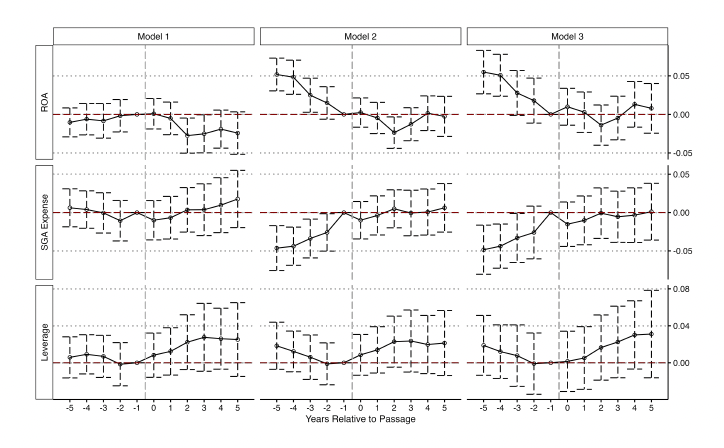 Model 1 Model 2 Model 3
ROA
0.05
0.00
-0.05
SGA Expense
0.05
0.00
-0.05
Leverage
0.08
0.04
0.00
-5 -4 -3 -2 -1 0 1 2 3 4 5 -5 -4 -3 -2 -1 0 1 2 3 4 5 -5 -4 -3 -2 -1 0 1 2 3 4 5
Years Relative to Passage